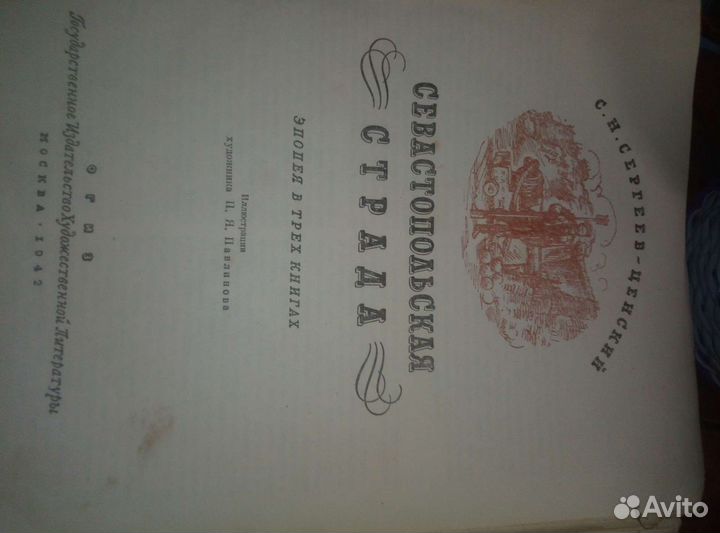 С. Н. СЕРГЕЕВ-ЦЕНСКИЙ
СЕВАСТОПОЛЬСКАЯ
СТРАДА
ЭПОПЕЯ В ТРЕХ КНИГАХ
Иллюстрации
художника П. Я. Павлинова
ОГИЗ
Государственное Издательство Художественной Литературы
МОСКВА · 1942
Avito